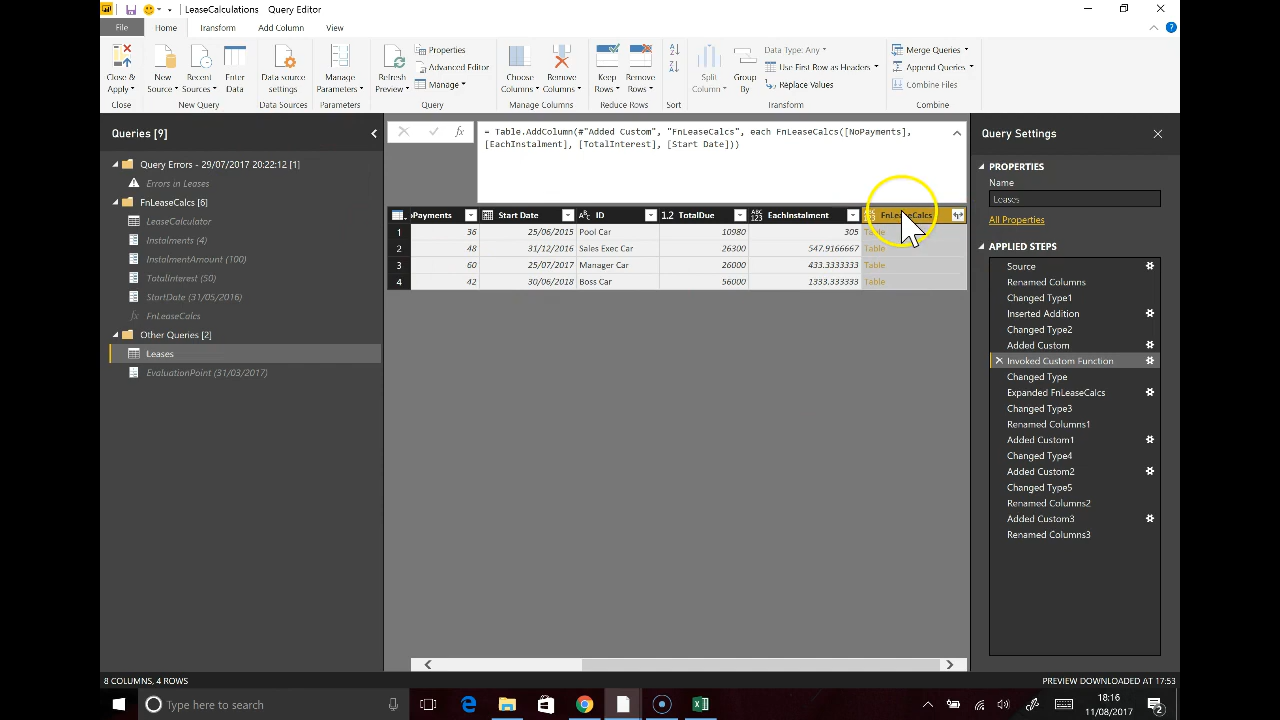 LeaseCalculations - Query Editor
File
Home
Transform
Add Column
View
Close &
Apply
Close
New
Source
Recent
Sources
Enter
Data
New Query
Data source
settings
Data Sources
Manage
Parameters
Parameters
Refresh
Preview
Properties
Advanced Editor
Manage
Query
Choose
Columns
Remove
Columns
Manage Columns
Keep
Rows
Remove
Rows
Reduce Rows
Sort
Split
Column
Group
By
Data Type: Any
Use First Row as Headers
Replace Values
Transform
Merge Queries
Append Queries
Combine Files
Combine
Queries [9]
Query Errors - 29/07/2017 20:22:12 [1]
Errors in Leases
FnLeaseCalcs [6]
LeaseCalculator
Instalments (4)
InstalmentAmount (100)
TotalInterest (50)
StartDate (31/05/2016)
fx FnLeaseCalcs
Other Queries [2]
Leases
EvaluationPoint (31/03/2017)
fx
= Table.AddColumn(#"Added Custom", "FnLeaseCalcs", each FnLeaseCalcs([NoPayments],
[EachInstalment], [TotalInterest], [Start Date]))
Payments Start Date ABC ID 1.2 TotalDue ABC 123 EachInstalment FnLeaseCalcs
1 36 25/06/2015 Pool Car 10980 305 Table
2 48 31/12/2016 Sales Exec Car 26300 547.9166667 Table
3 60 25/07/2017 Manager Car 26000 433.3333333 Table
4 42 30/06/2018 Boss Car 56000 1333.333333 Table
Query Settings
PROPERTIES
Name
Leases
All Properties
APPLIED STEPS
Source
Renamed Columns
Changed Type1
Inserted Addition
Changed Type2
Added Custom
Invoked Custom Function
Changed Type
Expanded FnLeaseCalcs
Changed Type3
Renamed Columns1
Added Custom1
Changed Type4
Added Custom2
Changed Type5
Renamed Columns2
Added Custom3
Renamed Columns3
8 COLUMNS, 4 ROWS
PREVIEW DOWNLOADED AT 17:53
Type here to search
18:16
11/08/2017
2